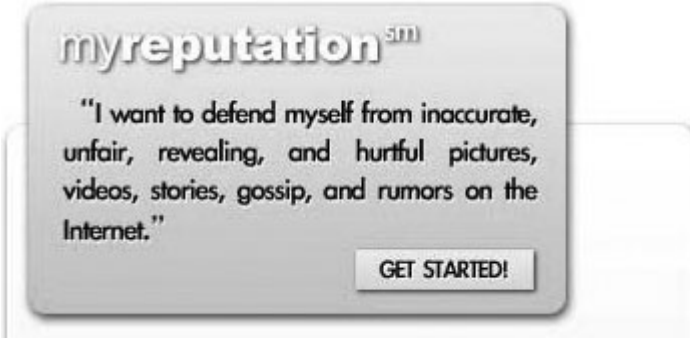 myreputation℠
“I want to defend myself from inaccurate,
unfair, revealing, and hurtful pictures,
videos, stories, gossip, and rumors on the
Internet.”
GET STARTED!